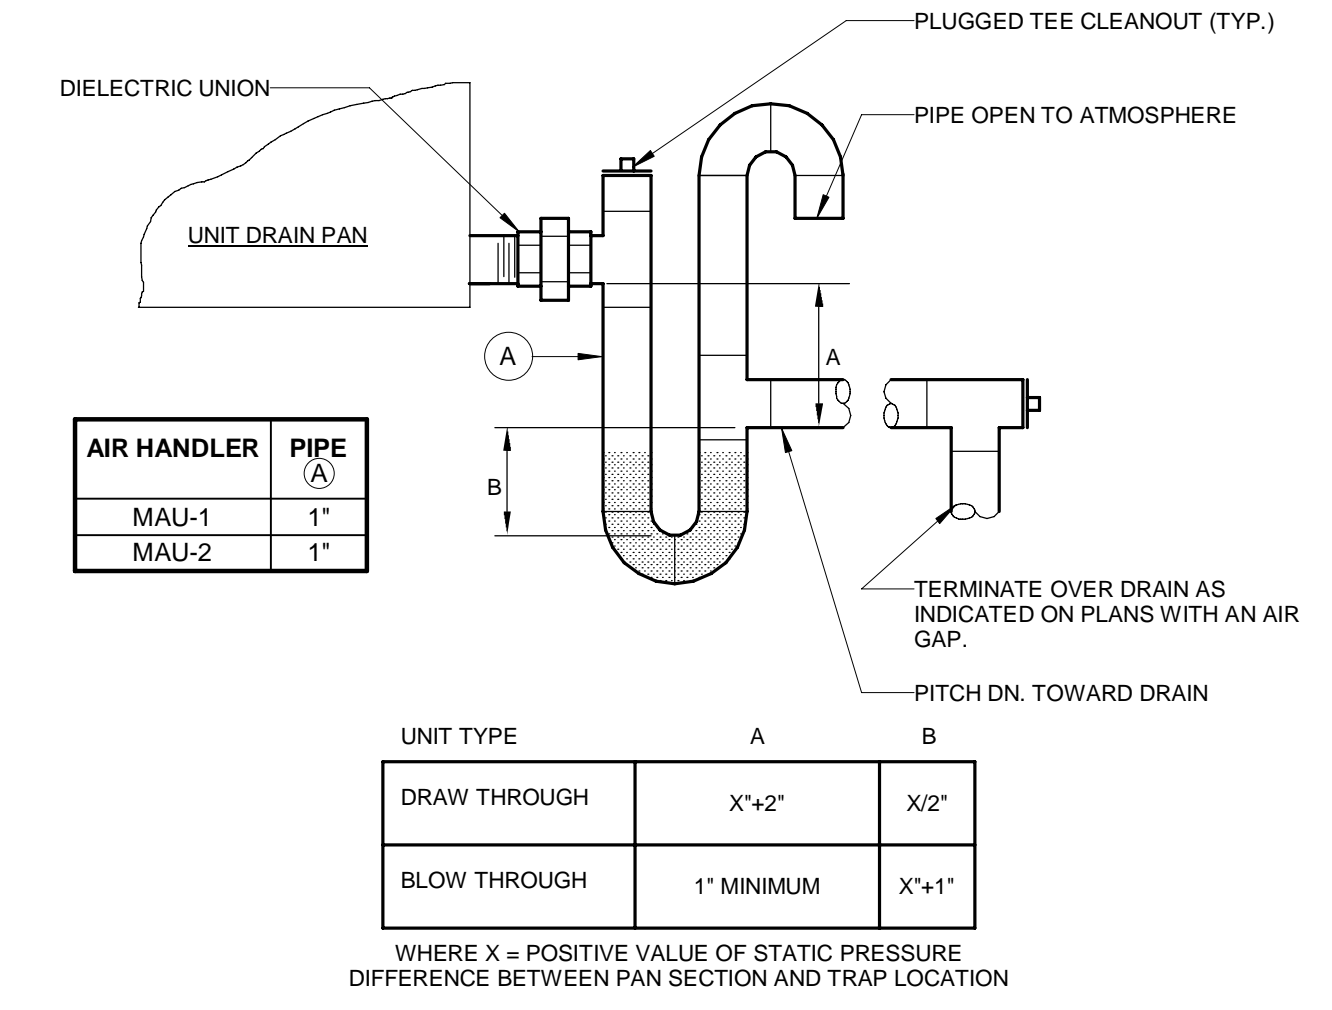 PLUGGED TEE CLEANOUT (TYP.)
DIELECTRIC UNION
PIPE OPEN TO ATMOSPHERE
UNIT DRAIN PAN
A
A
B
AIR HANDLER PIPE
A
MAU-1 1"
MAU-2 1"
TERMINATE OVER DRAIN AS
INDICATED ON PLANS WITH AN AIR
GAP.
PITCH DN. TOWARD DRAIN
UNIT TYPE A B
DRAW THROUGH X"+2" X/2"
BLOW THROUGH 1" MINIMUM X"+1"
WHERE X = POSITIVE VALUE OF STATIC PRESSURE
DIFFERENCE BETWEEN PAN SECTION AND TRAP LOCATION